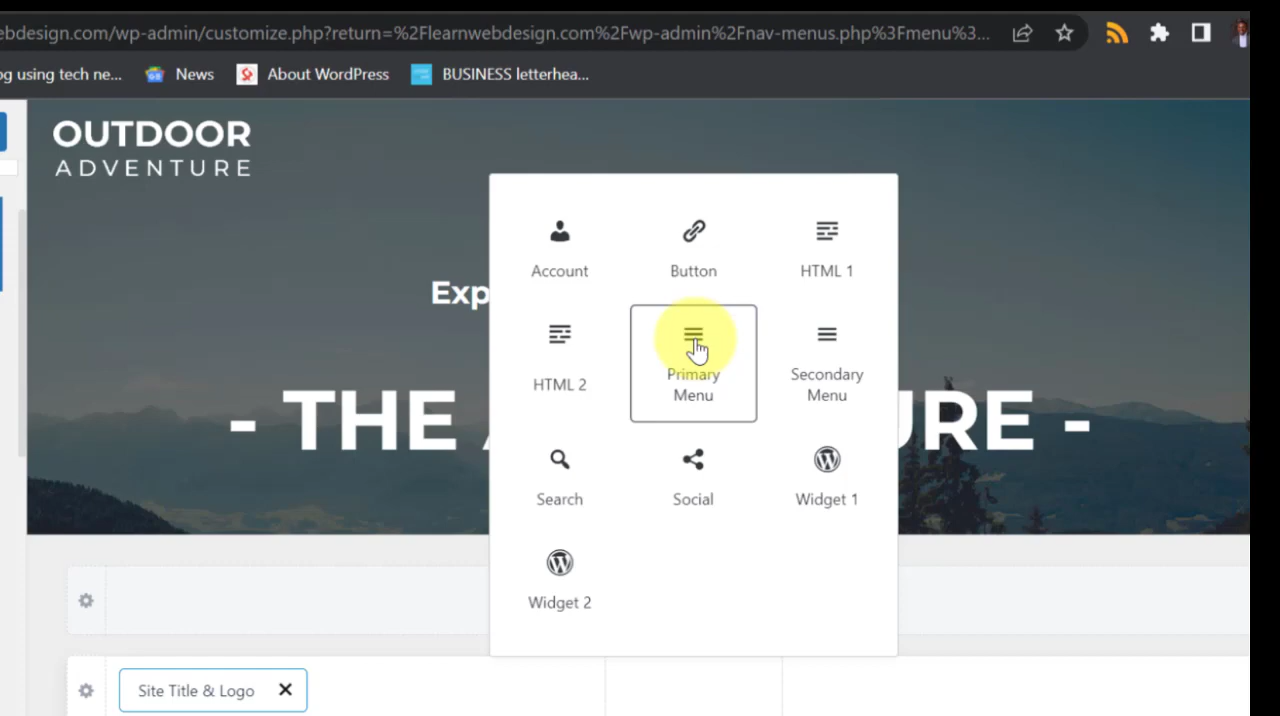 ebdesign.com/wp-admin/customize.php?return=%2Flearnwebdesign.com%2Fwp-admin%2Fnav-menus.php%3Fmenu%3...
og using tech ne...
News
About WordPress
BUSINESS letterhea...
OUTDOOR
ADVENTURE
Account
Button
HTML 1
Exp
HTML 2
Primary
Menu
Secondary
Menu
- THE A
URE -
Search
Social
Widget 1
Widget 2
Site Title & Logo